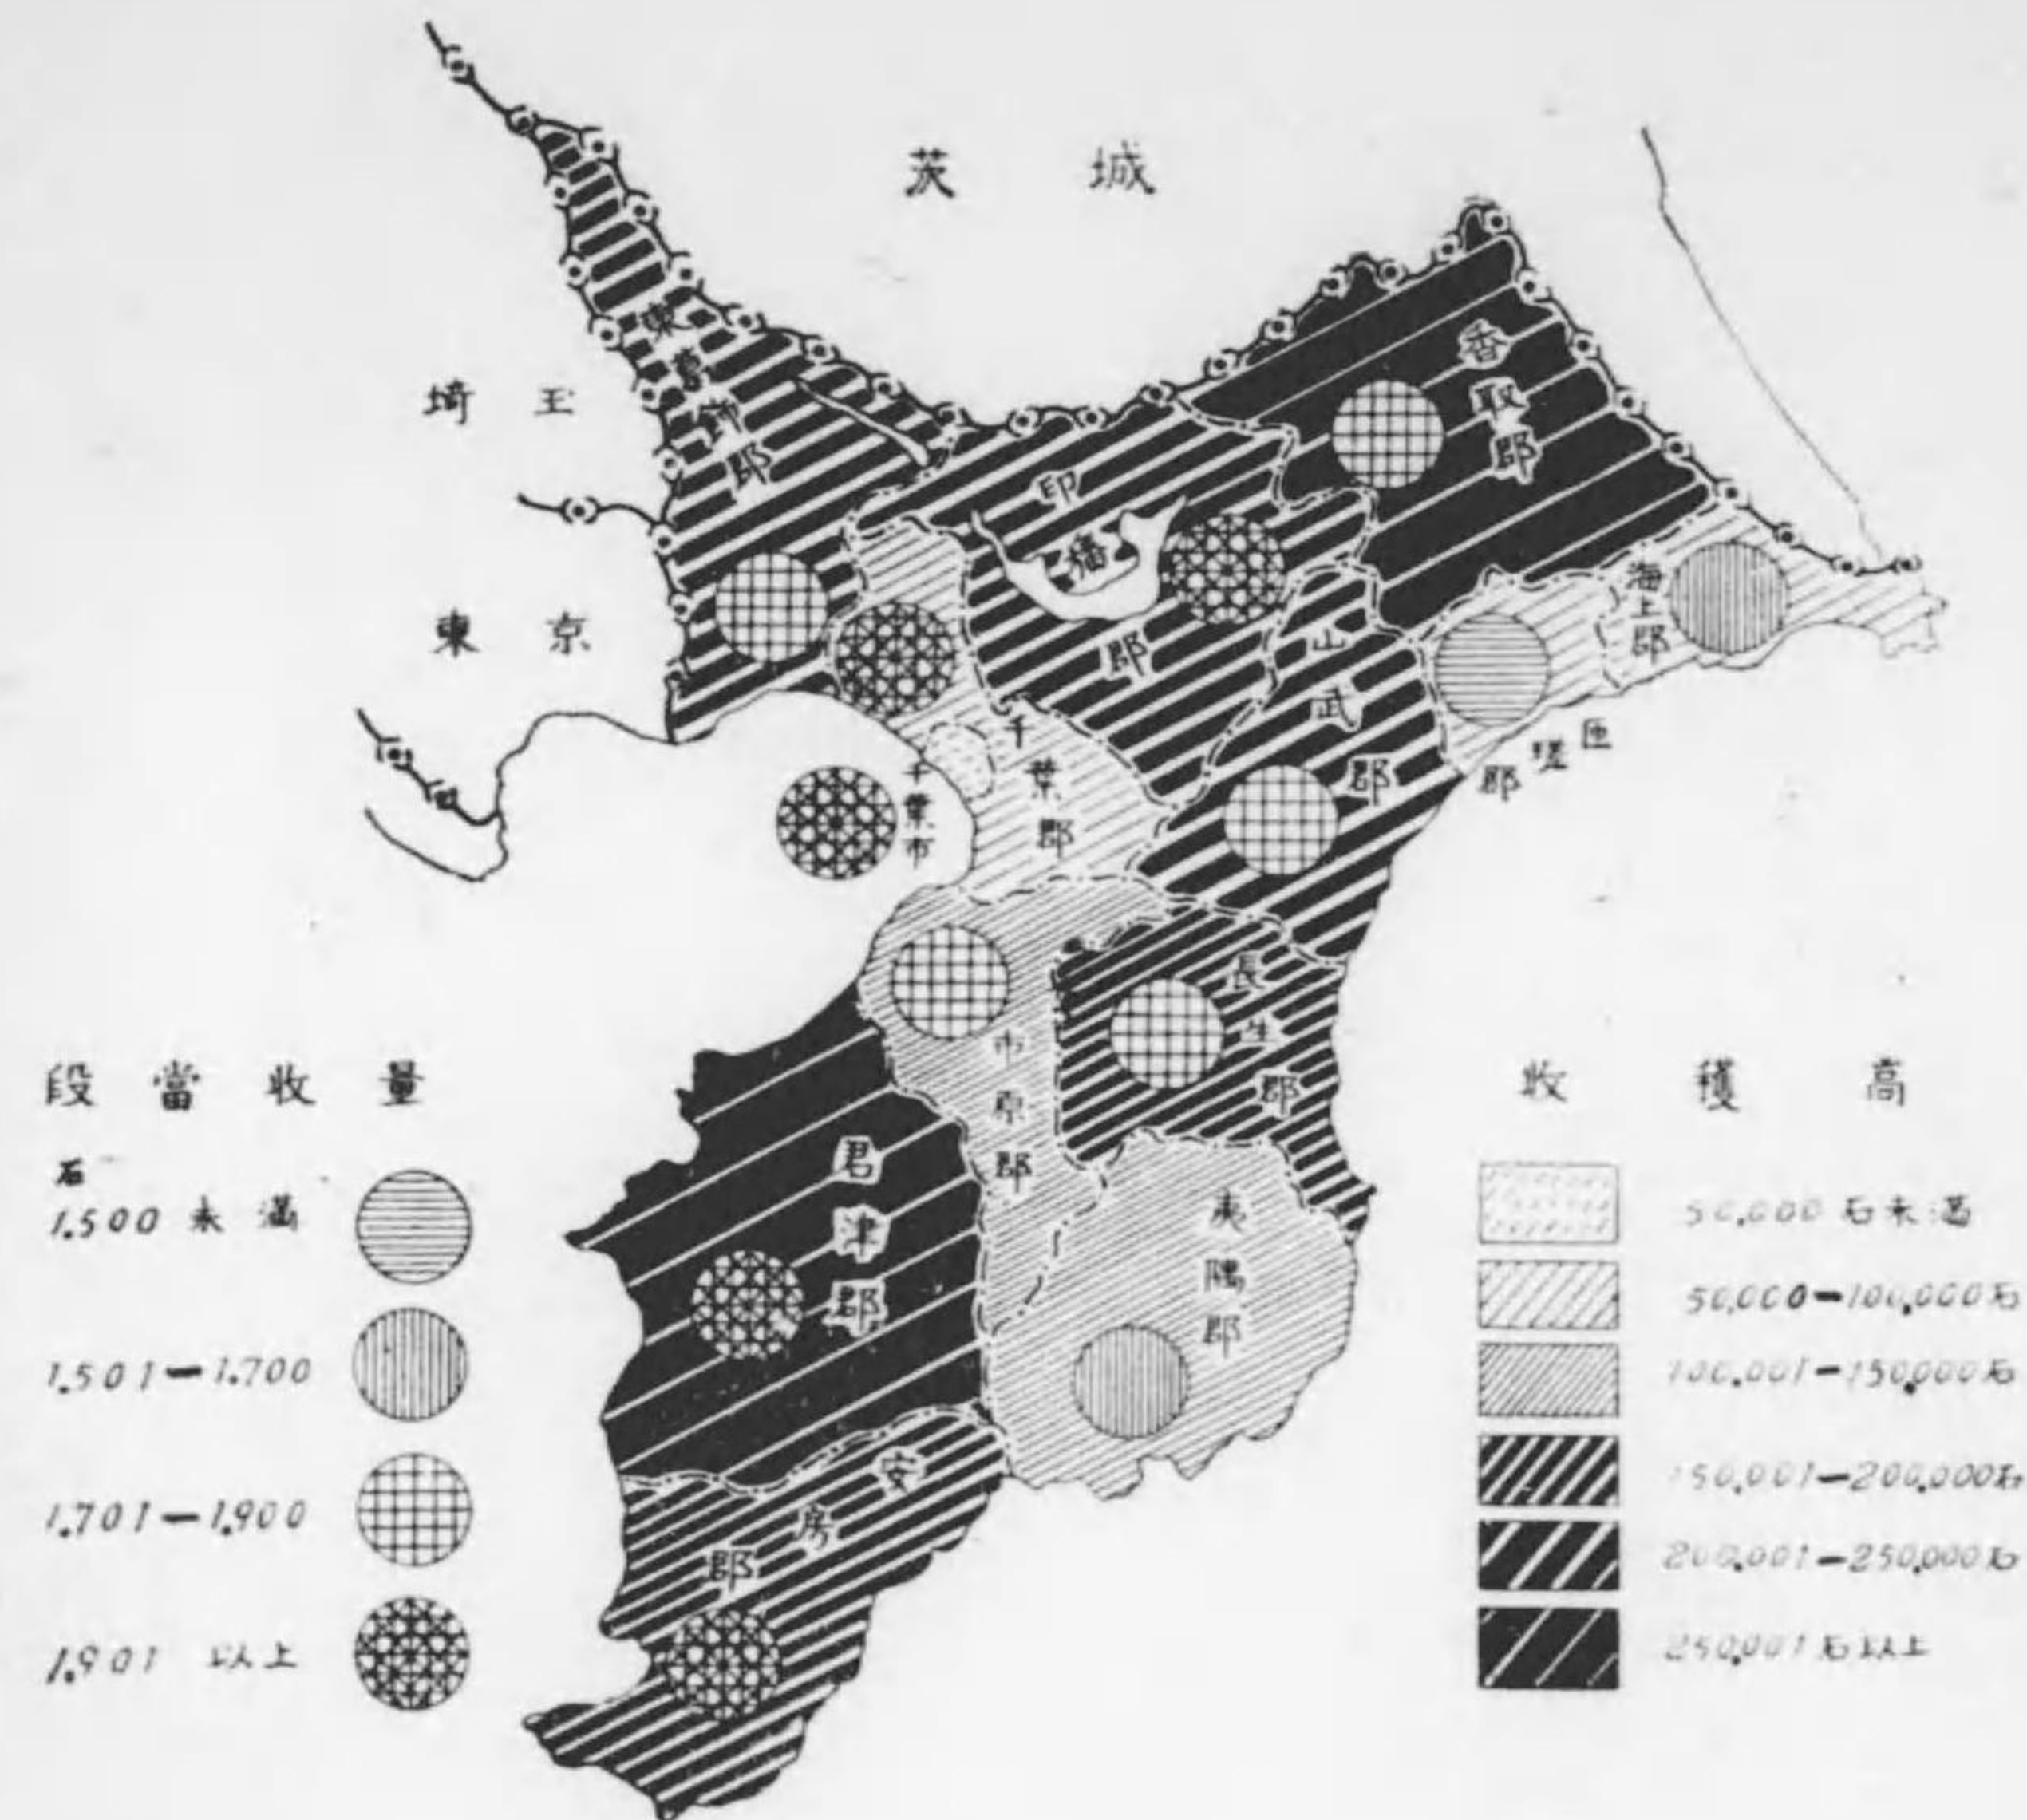 茨城
埼玉
東京
東葛飾郡
印旛郡
香取郡
海上郡
匝瑳郡
山武郡
千葉郡
千葉市
市原郡
長生郡
夷隅郡
君津郡
安房郡
段當收量
石
1.500 未滿
1.501－1.700
1.701－1.900
1.901 以上
收穫高
50,000石未滿
50,000－100,000石
100,001－150,000石
150,001－200,000石
200,001－250,000石
250,001石以上